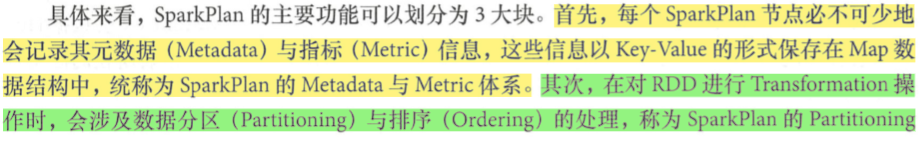 具体来看，SparkPlan 的主要功能可以划分为 3 大块。首先，每个 SparkPlan 节点必不可少地
会记录其元数据（Metadata）与指标（Metric）信息，这些信息以 Key-Value 的形式保存在 Map 数
据结构中，统称为 SparkPlan 的 Metadata 与 Metric 体系。其次，在对 RDD 进行 Transformation 操
作时，会涉及数据分区（Partitioning）与排序（Ordering）的处理，称为 SparkPlan 的 Partitioning